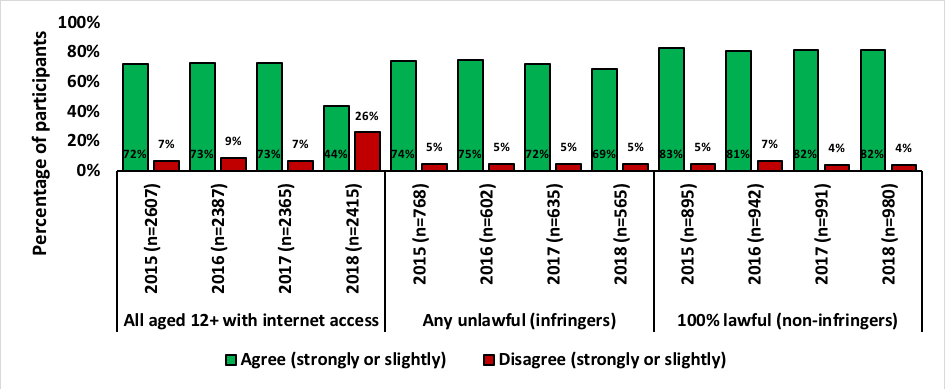 Percentage of participants
100%
80%
60%
40%
20%
0%
72%
7%
73%
9%
73%
7%
44%
26%
74%
5%
75%
5%
72%
5%
69%
5%
83%
5%
81%
7%
82%
4%
82%
4%
2015 (n=2607)
2016 (n=2387)
2017 (n=2365)
2018 (n=2415)
2015 (n=768)
2016 (n=602)
2017 (n=635)
2018 (n=565)
2015 (n=895)
2016 (n=942)
2017 (n=991)
2018 (n=980)
All aged 12+ with internet access
Any unlawful (infringers)
100% lawful (non-infringers)
Agree (strongly or slightly)
Disagree (strongly or slightly)